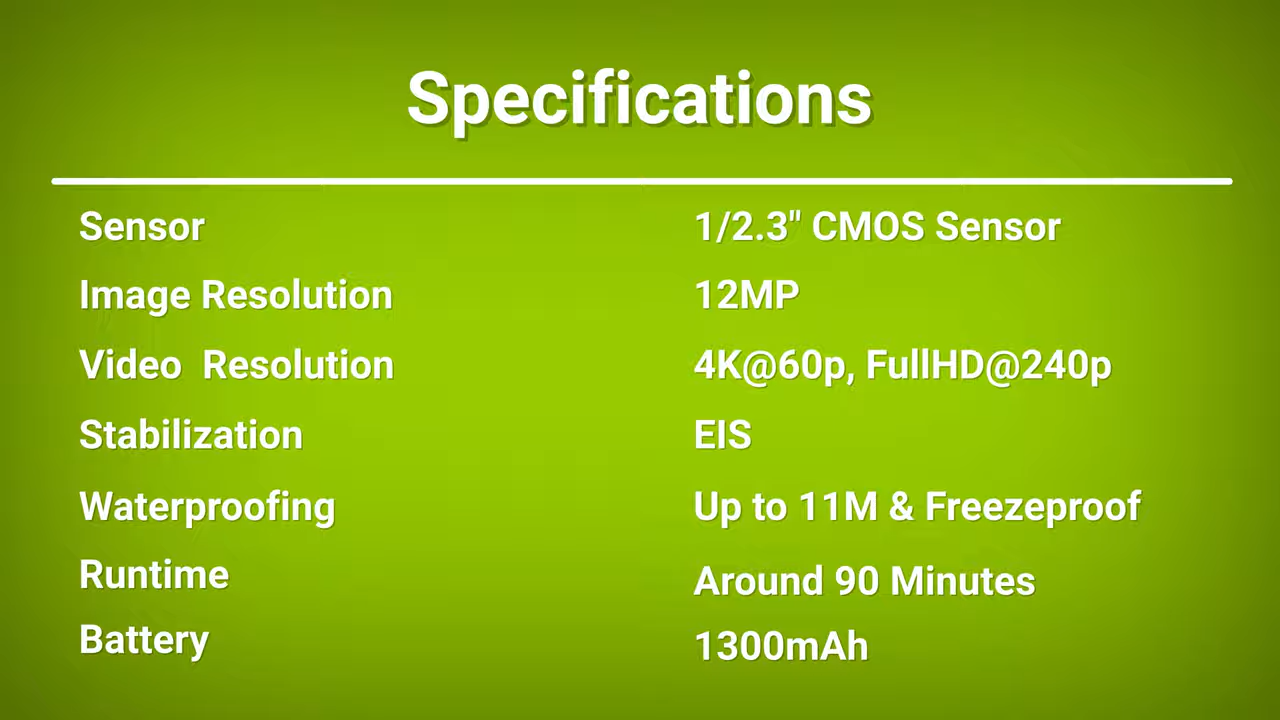 Specifications
Sensor 1/2.3" CMOS Sensor
Image Resolution 12MP
Video  Resolution 4K@60p, FullHD@240p
Stabilization EIS
Waterproofing Up to 11M & Freezeproof
Runtime Around 90 Minutes
Battery 1300mAh